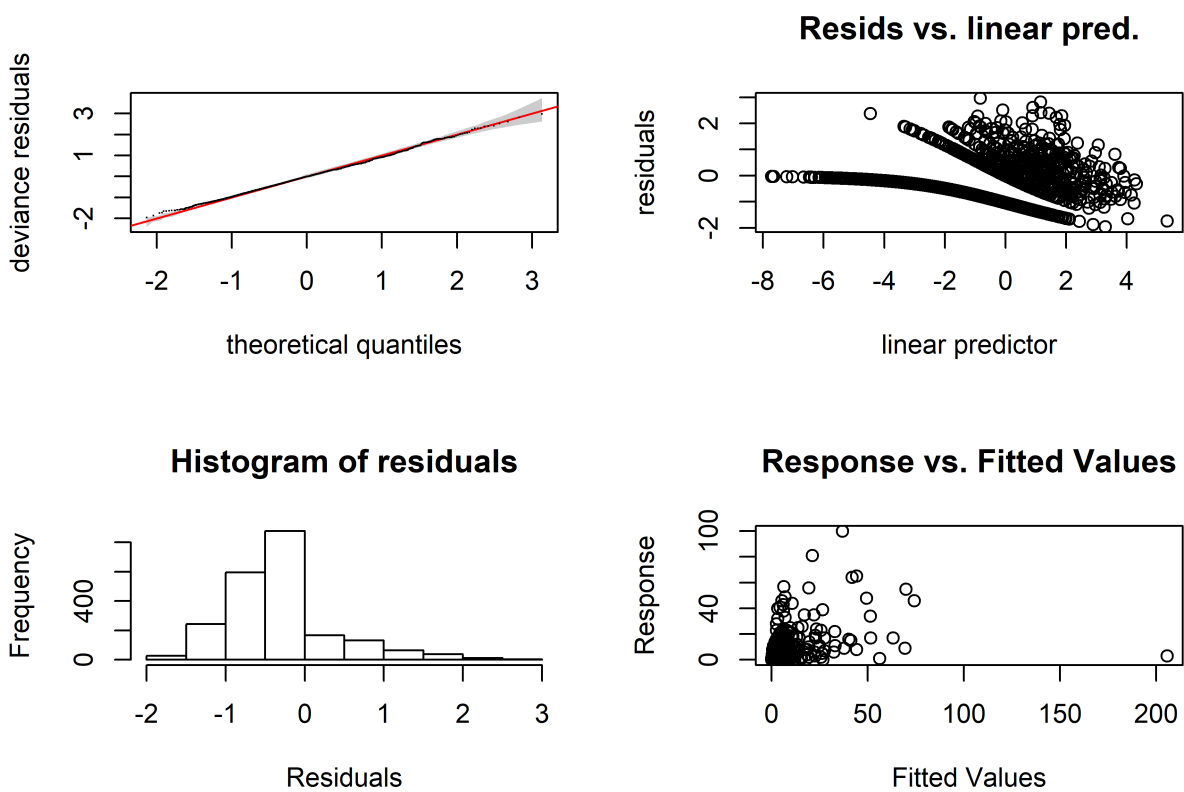 deviance residuals
3
1
-2
-2 -1 0 1 2 3
theoretical quantiles
Resids vs. linear pred.
residuals
2
0
-2
-8 -6 -4 -2 0 2 4
linear predictor
Histogram of residuals
Frequency
400
0
-2 -1 0 1 2 3
Residuals
Response vs. Fitted Values
Response
100
40
0
0 50 100 150 200
Fitted Values